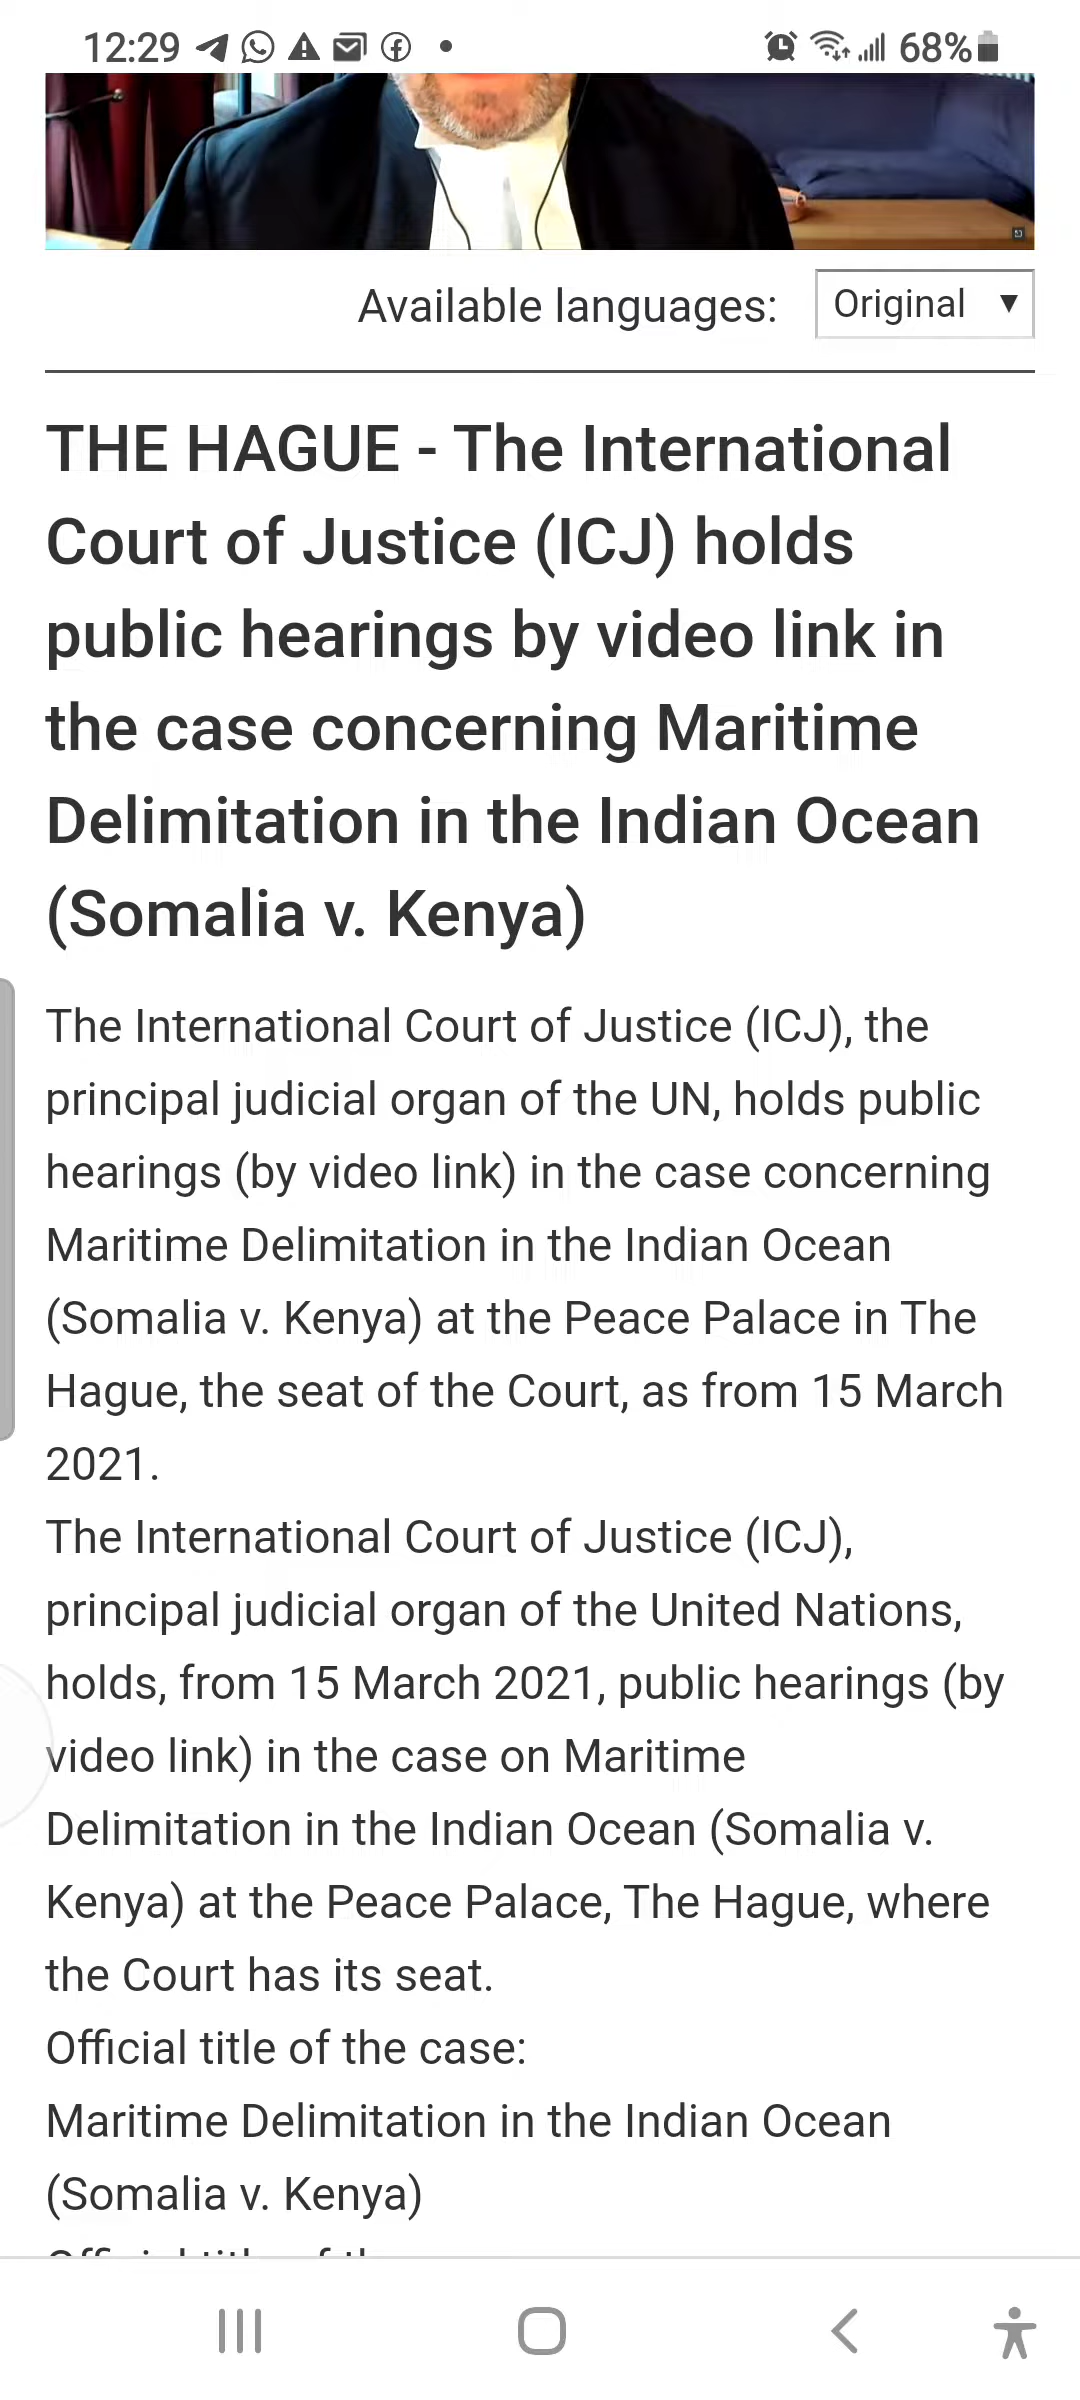 12:29
68%
Available languages:
Original
THE HAGUE - The International
Court of Justice (ICJ) holds
public hearings by video link in
the case concerning Maritime
Delimitation in the Indian Ocean
(Somalia v. Kenya)
The International Court of Justice (ICJ), the
principal judicial organ of the UN, holds public
hearings (by video link) in the case concerning
Maritime Delimitation in the Indian Ocean
(Somalia v. Kenya) at the Peace Palace in The
Hague, the seat of the Court, as from 15 March
2021.
The International Court of Justice (ICJ),
principal judicial organ of the United Nations,
holds, from 15 March 2021, public hearings (by
video link) in the case on Maritime
Delimitation in the Indian Ocean (Somalia v.
Kenya) at the Peace Palace, The Hague, where
the Court has its seat.
Official title of the case:
Maritime Delimitation in the Indian Ocean
(Somalia v. Kenya)